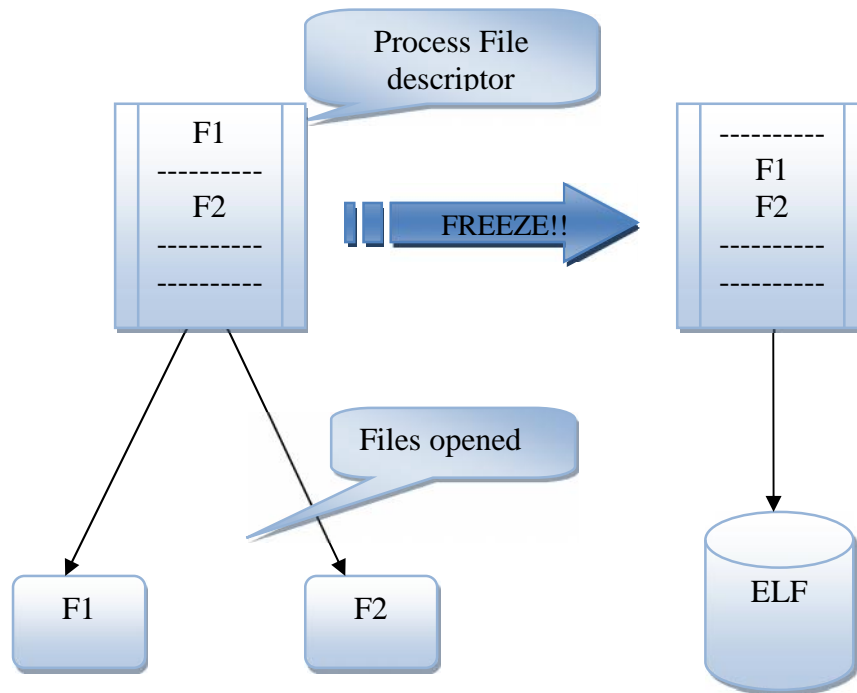 Process File
descriptor
F1
----------
F2
----------
----------
FREEZE!!
----------
F1
F2
----------
----------
Files opened
F1
F2
ELF